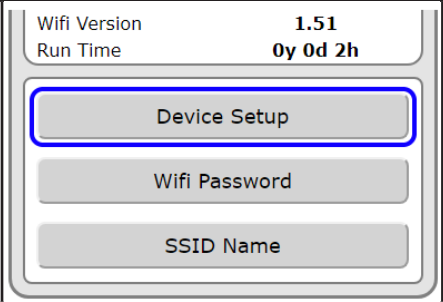 Wifi Version 1.51
Run Time 0y 0d 2h
Device Setup
Wifi Password
SSID Name